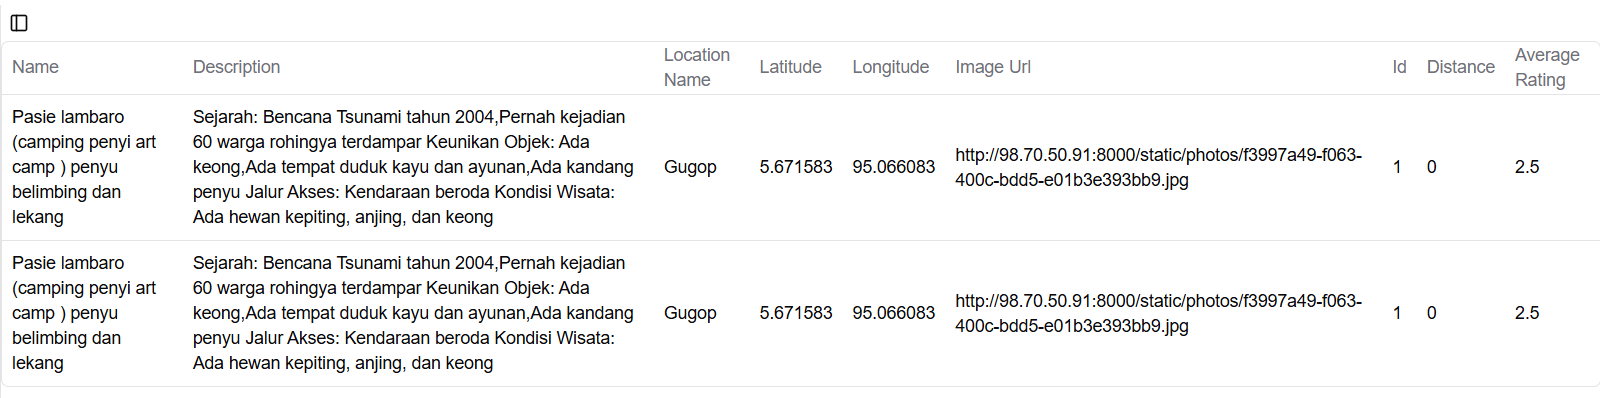 Name Description Location Name Latitude Longitude Image Url Id Distance Average Rating
Pasie lambaro
(camping penyi art
camp ) penyu
belimbing dan
lekang
Sejarah: Bencana Tsunami tahun 2004,Pernah kejadian
60 warga rohingya terdampar Keunikan Objek: Ada
keong,Ada tempat duduk kayu dan ayunan,Ada kandang
penyu Jalur Akses: Kendaraan beroda Kondisi Wisata:
Ada hewan kepiting, anjing, dan keong
Gugop
5.671583
95.066083
http://98.70.50.91:8000/static/photos/f3997a49-f063-
400c-bdd5-e01b3e393bb9.jpg
1
0
2.5
Pasie lambaro
(camping penyi art
camp ) penyu
belimbing dan
lekang
Sejarah: Bencana Tsunami tahun 2004,Pernah kejadian
60 warga rohingya terdampar Keunikan Objek: Ada
keong,Ada tempat duduk kayu dan ayunan,Ada kandang
penyu Jalur Akses: Kendaraan beroda Kondisi Wisata:
Ada hewan kepiting, anjing, dan keong
Gugop
5.671583
95.066083
http://98.70.50.91:8000/static/photos/f3997a49-f063-
400c-bdd5-e01b3e393bb9.jpg
1
0
2.5